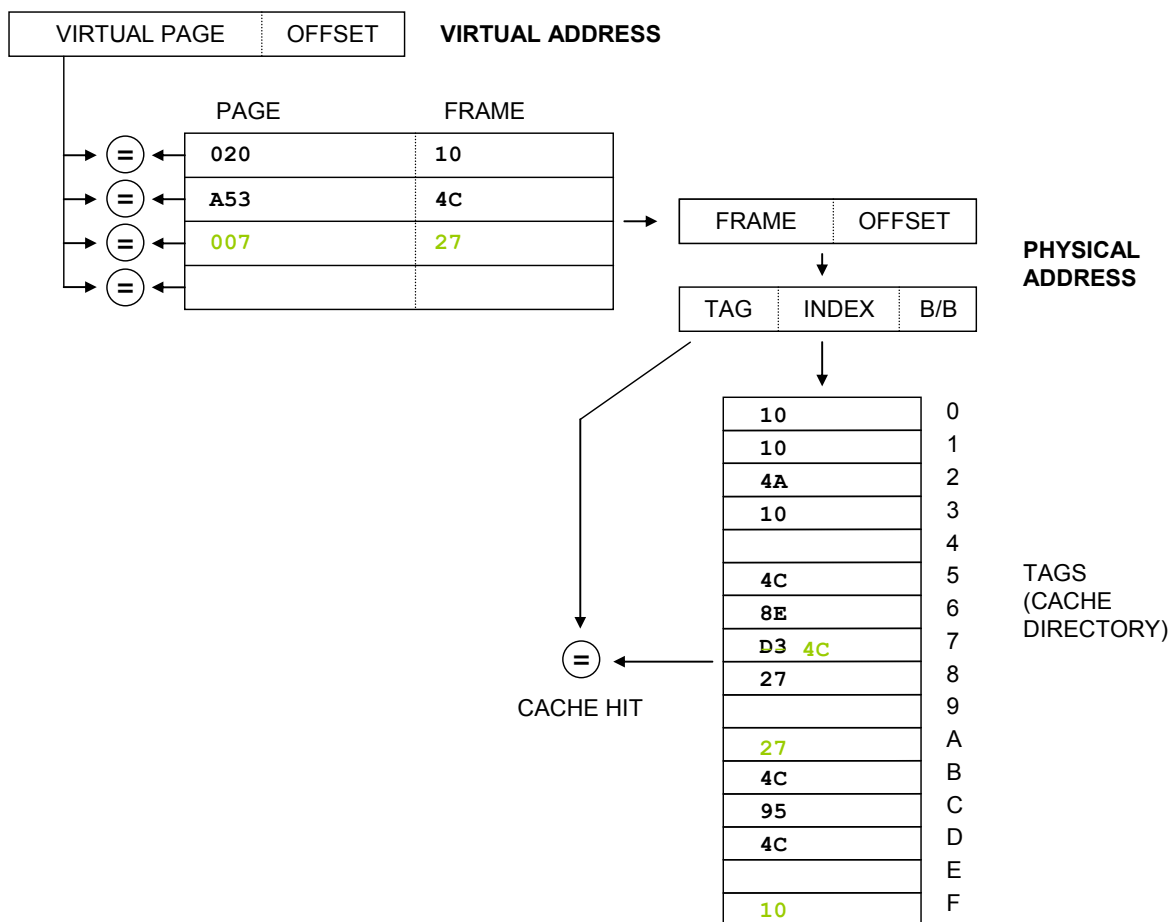 VIRTUAL PAGE OFFSET VIRTUAL ADDRESS
PAGE FRAME
= 020 10
= A53 4C
= 007 27
=
FRAME OFFSET
PHYSICAL
ADDRESS
TAG INDEX B/B
10 0
10 1
4A 2
10 3
4
4C 5
8E 6
D3 4C 7
27 8
9
27 A
4C B
95 C
4C D
E
10 F
TAGS
(CACHE
DIRECTORY)
=
CACHE HIT